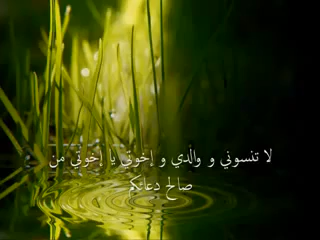 لا تنسوني و والدي و إخوتي يا إخوتي من
صالح دعائكم